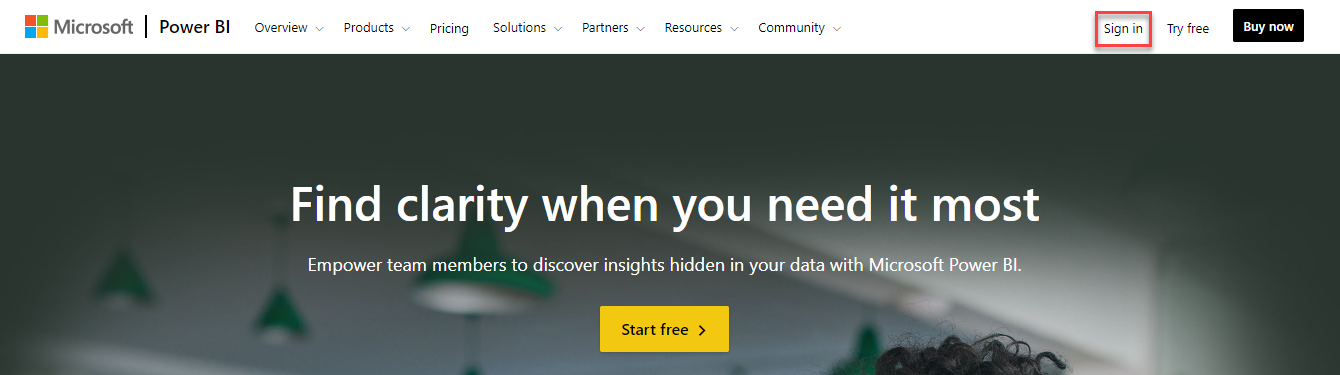 Microsoft Power BI Overview Products Pricing Solutions Partners Resources Community Sign in Try free Buy now
Find clarity when you need it most
Empower team members to discover insights hidden in your data with Microsoft Power BI.
Start free